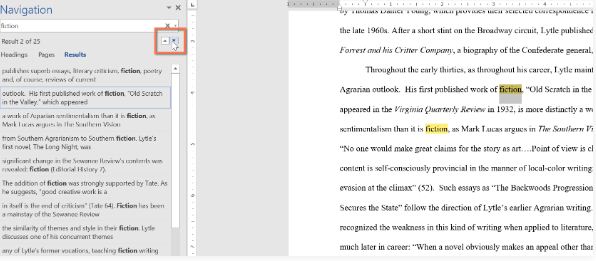 Navigation
fiction
Result 2 of 25
Headings Pages Results
publishes superb essays, literary criticism, fiction, poetry
and, of course, reviews of current
outlook. His first published work of fiction, "Old Scratch
in the Valley," which appeared
a work of Agrarian sentimentalism than it is fiction, as
Mark Lucas argues in The Southern Vision
from Southern Agrarianism to Southern fiction. Lytle's
first novel, The Long Night, was
significant change in the Sewanee Review's contents was
revealed: fiction (Editorial History 7).
The addition of fiction was strongly supported by Tate. As
he suggests, "good creative work is a
in itself is the end of criticism" (Tate 64). Fiction has been
a mainstay of the Sewanee Review
the similarity of themes and style in their fiction. Lytle
discusses one of his concurrent themes
any of Lytle's former vocations, teaching fiction writing
by Thomas Daniel Young, which provides their selected correspondence
the late 1960s. After a short stint on the Broadway circuit, Lytle published
Forrest and his Critter Company, a biography of the Confederate general,
Throughout the early thirties, as throughout his career, Lytle maint
Agrarian outlook. His first published work of fiction, "Old Scratch
appeared in the Virginia Quarterly Review in 1932, is more distinctly a w
sentimentalism than it is fiction, as Mark Lucas argues in The Southern Vi
"No one would make great claims for the story as art….Point of view is cl
content is self-consciously provincial in the manner of local-color writing
evasion at the climax" (52). Such essays as "The Backwoods Progression
Secures the State" follow the direction of Lytle's earlier Agrarian writing.
recognized the weakness in this kind of writing when applied to literature,
much later in career: "When a novel obviously makes an appeal other than